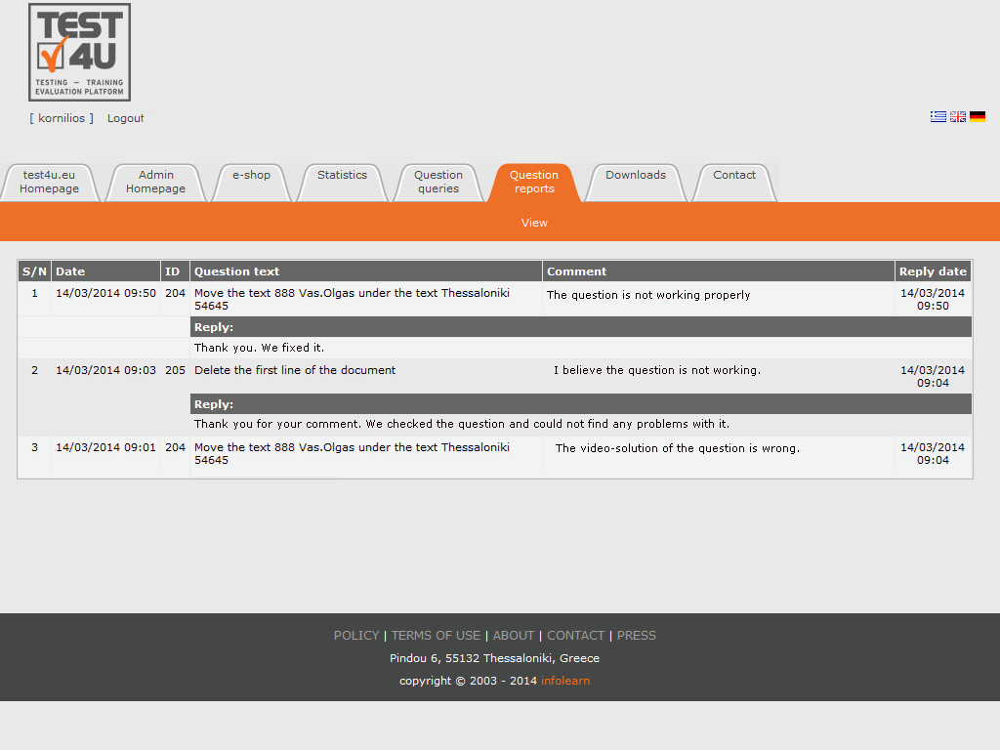 TEST
4U
TESTING – TRAINING
EVALUATION PLATFORM
[ kornilios ] Logout
test4u.eu Homepage
Admin Homepage
e-shop
Statistics
Question queries
Question reports
Downloads
Contact
View
S/N Date ID Question text Comment Reply date
1 14/03/2014 09:50 204 Move the text 888 Vas.Olgas under the text Thessaloniki The question is not working properly 14/03/2014
54645 09:50
Reply:
Thank you. We fixed it.
2 14/03/2014 09:03 205 Delete the first line of the document I believe the question is not working. 14/03/2014
09:04
Reply:
Thank you for your comment. We checked the question and could not find any problems with it.
3 14/03/2014 09:01 204 Move the text 888 Vas.Olgas under the text Thessaloniki The video-solution of the question is wrong. 14/03/2014
54645 09:04
POLICY | TERMS OF USE | ABOUT | CONTACT | PRESS
Pindou 6, 55132 Thessaloniki, Greece
copyright © 2003 - 2014 infolearn